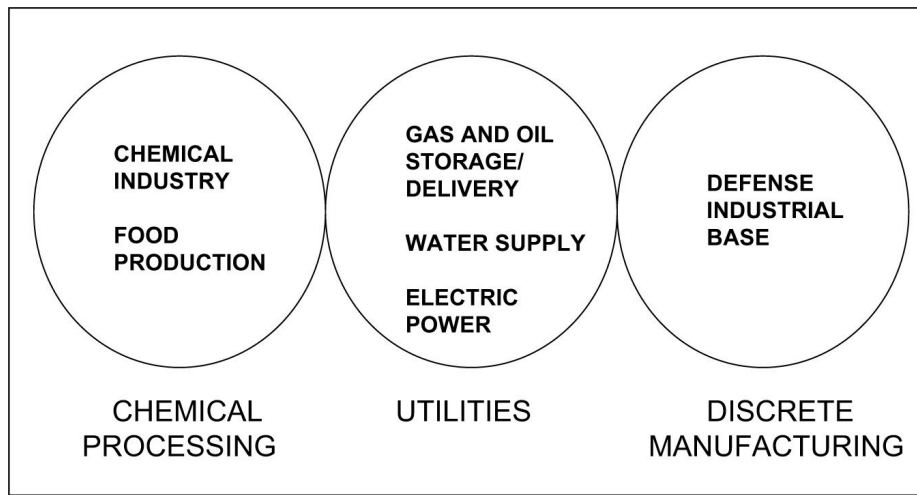 CHEMICAL
INDUSTRY
FOOD
PRODUCTION
GAS AND OIL
STORAGE/
DELIVERY
WATER SUPPLY
ELECTRIC
POWER
DEFENSE
INDUSTRIAL
BASE
CHEMICAL
PROCESSING
UTILITIES
DISCRETE
MANUFACTURING